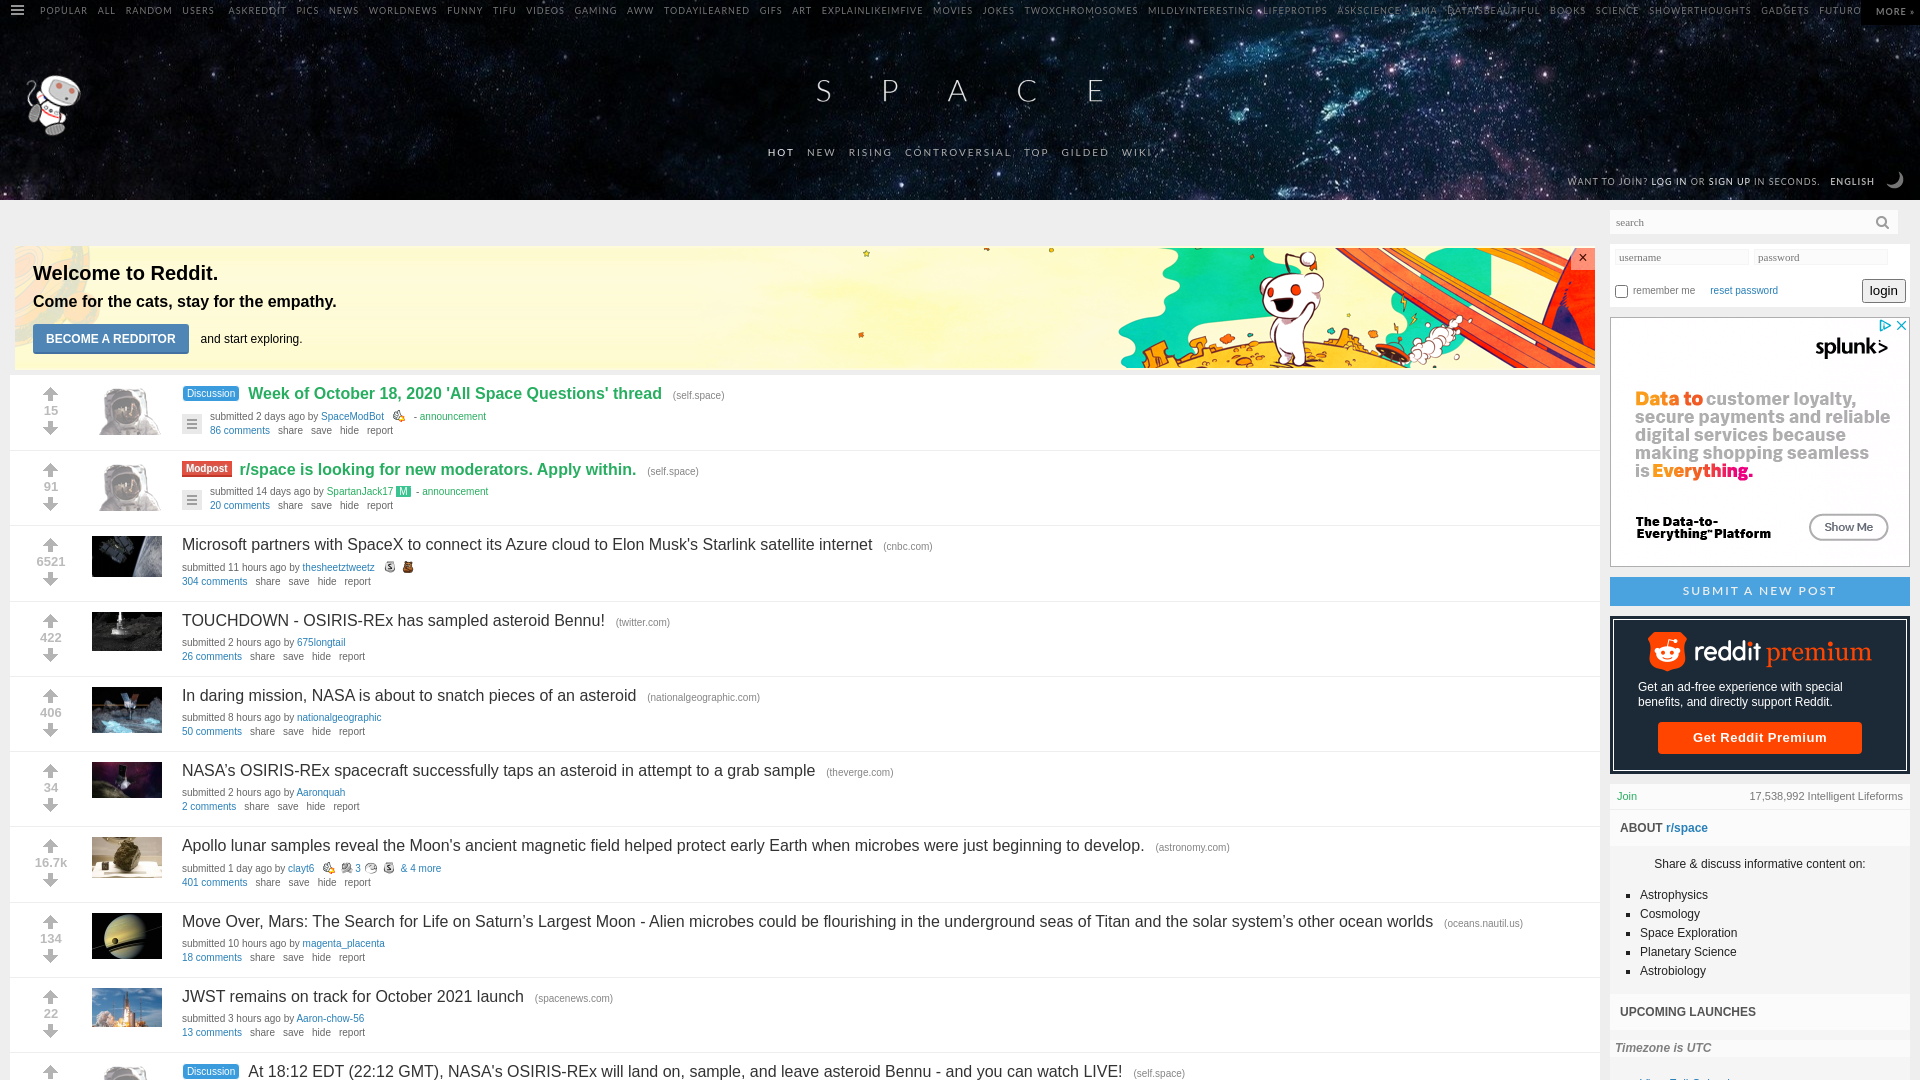 POPULAR ALL RANDOM USERS ASKREDDIT PICS NEWS WORLDNEWS FUNNY TIFU VIDEOS GAMING AWW TODAYILEARNED GIFS ART EXPLAINLIKEIMFIVE MOVIES JOKES TWOXCHROMOSOMES MILDLYINTERESTING LIFEPROTIPS ASKSCIENCE IAMA DATAISBEAUTIFUL BOOKS SCIENCE SHOWERTHOUGHTS GADGETS FUTURO MORE »
SPACE
HOT NEW RISING CONTROVERSIAL TOP GILDED WIKI
WANT TO JOIN? LOG IN OR SIGN UP IN SECONDS. ENGLISH
search
Welcome to Reddit.
Come for the cats, stay for the empathy.
BECOME A REDDITOR and start exploring.
×
username password
remember me reset password login
splunk>
Data to customer loyalty,
secure payments and reliable
digital services because
making shopping seamless
is Everything.
The Data-to-
Everything™ Platform
Show Me
15
Discussion Week of October 18, 2020 'All Space Questions' thread (self.space)
submitted 2 days ago by SpaceModBot - announcement
86 comments share save hide report
91
Modpost r/space is looking for new moderators. Apply within. (self.space)
submitted 14 days ago by SpartanJack17 M - announcement
20 comments share save hide report
6521
Microsoft partners with SpaceX to connect its Azure cloud to Elon Musk's Starlink satellite internet (cnbc.com)
submitted 11 hours ago by thesheetztweetz
304 comments share save hide report
422
TOUCHDOWN - OSIRIS-REx has sampled asteroid Bennu! (twitter.com)
submitted 2 hours ago by 675longtail
26 comments share save hide report
406
In daring mission, NASA is about to snatch pieces of an asteroid (nationalgeographic.com)
submitted 8 hours ago by nationalgeographic
50 comments share save hide report
34
NASA’s OSIRIS-REx spacecraft successfully taps an asteroid in attempt to a grab sample (theverge.com)
submitted 2 hours ago by Aaronquah
2 comments share save hide report
16.7k
Apollo lunar samples reveal the Moon's ancient magnetic field helped protect early Earth when microbes were just beginning to develop. (astronomy.com)
submitted 1 day ago by clayt6 3 & 4 more
401 comments share save hide report
134
Move Over, Mars: The Search for Life on Saturn’s Largest Moon - Alien microbes could be flourishing in the underground seas of Titan and the solar system’s other ocean worlds (oceans.nautil.us)
submitted 10 hours ago by magenta_placenta
18 comments share save hide report
22
JWST remains on track for October 2021 launch (spacenews.com)
submitted 3 hours ago by Aaron-chow-56
13 comments share save hide report
Discussion At 18:12 EDT (22:12 GMT), NASA's OSIRIS-REx will land on, sample, and leave asteroid Bennu - and you can watch LIVE! (self.space)
SUBMIT A NEW POST
reddit premium
Get an ad-free experience with special
benefits, and directly support Reddit.
Get Reddit Premium
Join 17,538,992 Intelligent Lifeforms
ABOUT r/space
Share & discuss informative content on:
Astrophysics
Cosmology
Space Exploration
Planetary Science
Astrobiology
UPCOMING LAUNCHES
Timezone is UTC